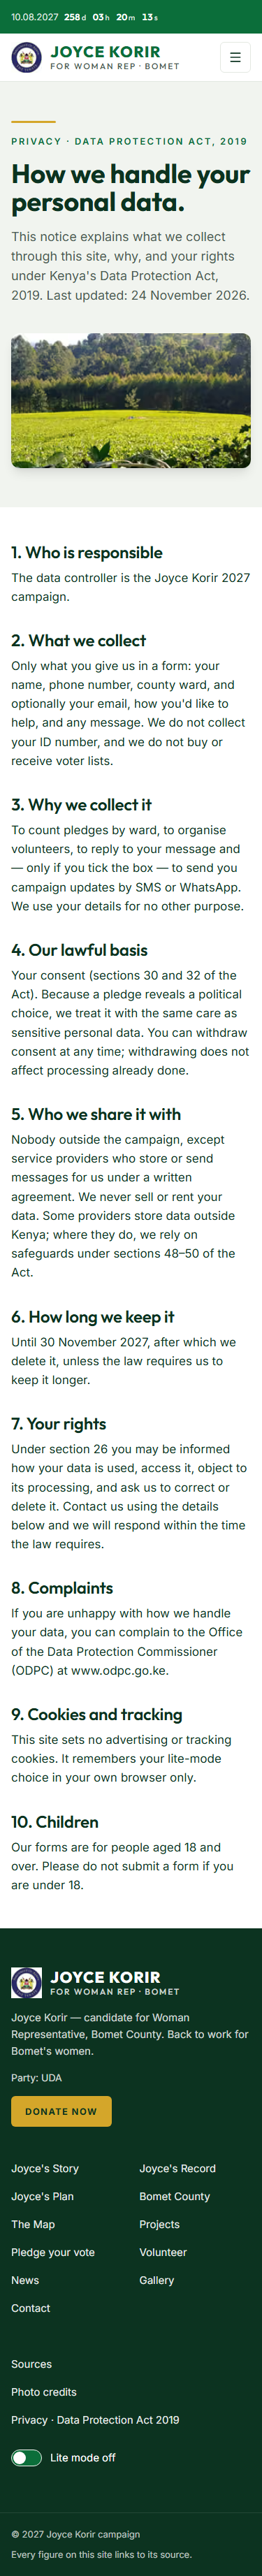 10.08.2027 258 d 03 h 20 m 13 s
JOYCE KORIR
FOR WOMAN REP · BOMET
PRIVACY · DATA PROTECTION ACT, 2019
How we handle your
personal data.
This notice explains what we collect
through this site, why, and your rights
under Kenya's Data Protection Act,
2019. Last updated: 24 November 2026.
1. Who is responsible
The data controller is the Joyce Korir 2027
campaign.
2. What we collect
Only what you give us in a form: your
name, phone number, county ward, and
optionally your email, how you'd like to
help, and any message. We do not collect
your ID number, and we do not buy or
receive voter lists.
3. Why we collect it
To count pledges by ward, to organise
volunteers, to reply to your message and
— only if you tick the box — to send you
campaign updates by SMS or WhatsApp.
We use your details for no other purpose.
4. Our lawful basis
Your consent (sections 30 and 32 of the
Act). Because a pledge reveals a political
choice, we treat it with the same care as
sensitive personal data. You can withdraw
consent at any time; withdrawing does not
affect processing already done.
5. Who we share it with
Nobody outside the campaign, except
service providers who store or send
messages for us under a written
agreement. We never sell or rent your
data. Some providers store data outside
Kenya; where they do, we rely on
safeguards under sections 48–50 of the
Act.
6. How long we keep it
Until 30 November 2027, after which we
delete it, unless the law requires us to
keep it longer.
7. Your rights
Under section 26 you may be informed
how your data is used, access it, object to
its processing, and ask us to correct or
delete it. Contact us using the details
below and we will respond within the time
the law requires.
8. Complaints
If you are unhappy with how we handle
your data, you can complain to the Office
of the Data Protection Commissioner
(ODPC) at www.odpc.go.ke.
9. Cookies and tracking
This site sets no advertising or tracking
cookies. It remembers your lite-mode
choice in your own browser only.
10. Children
Our forms are for people aged 18 and
over. Please do not submit a form if you
are under 18.
JOYCE KORIR
FOR WOMAN REP · BOMET
Joyce Korir — candidate for Woman
Representative, Bomet County. Back to work for
Bomet's women.
Party: UDA
DONATE NOW
Joyce's Story Joyce's Record
Joyce's Plan Bomet County
The Map Projects
Pledge your vote Volunteer
News Gallery
Contact
Sources
Photo credits
Privacy · Data Protection Act 2019
Lite mode off
© 2027 Joyce Korir campaign
Every figure on this site links to its source.